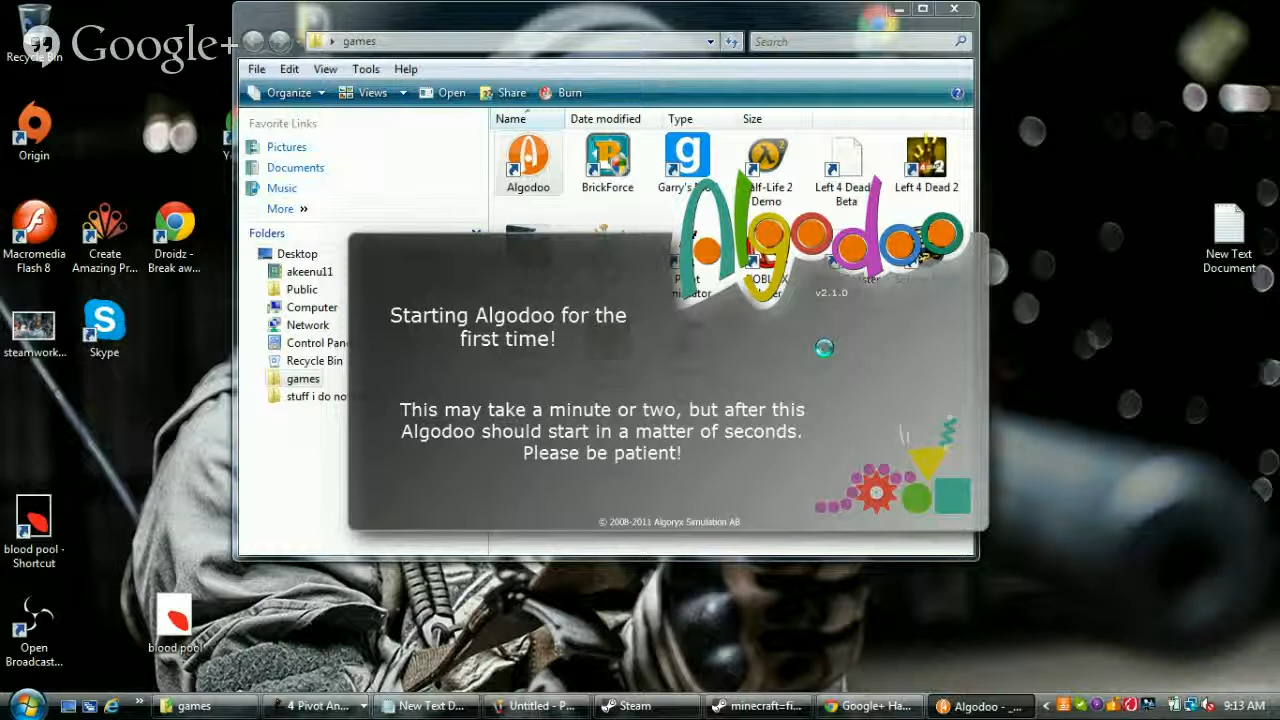 Google+
games
Search
File Edit View Tools Help
Organize Views Open Share Burn
Favorite Links
Pictures
Documents
Music
More »
Folders
Desktop
akeenu11
Public
Computer
Network
Control Pan
Recycle Bin
games
stuff i do no
Name Date modified Type Size
Algodoo
BrickForce
Half-Life 2
Demo
Left 4 Dead
Beta
Left 4 Dead 2
Algodoo
v2.1.0
Starting Algodoo for the
first time!
This may take a minute or two, but after this
Algodoo should start in a matter of seconds.
Please be patient!
© 2008-2011 Algoryx Simulation AB
Recycle Bin
Origin
Macromedia
Flash 8
Create
Amazing Pr...
Droidz -
Break aw...
steamwork...
Skype
blood pool -
Shortcut
Open
Broadcast...
blood pool
New Text
Document
games
4 Pivot An...
New Text D...
Untitled - P...
Steam
minecraft=fi...
Google+ Ha...
Algodoo - _...
9:13 AM